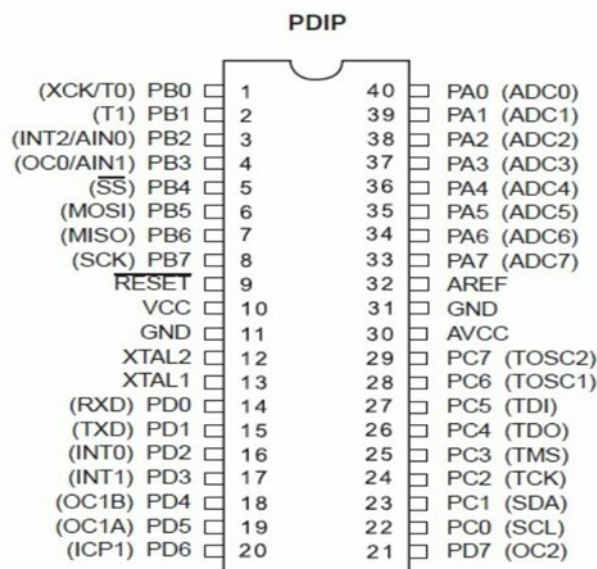 PDIP
(XCK/T0) PB0 1 40 PA0 (ADC0)
(T1) PB1 2 39 PA1 (ADC1)
(INT2/AIN0) PB2 3 38 PA2 (ADC2)
(OC0/AIN1) PB3 4 37 PA3 (ADC3)
(SS) PB4 5 36 PA4 (ADC4)
(MOSI) PB5 6 35 PA5 (ADC5)
(MISO) PB6 7 34 PA6 (ADC6)
(SCK) PB7 8 33 PA7 (ADC7)
RESET 9 32 AREF
VCC 10 31 GND
GND 11 30 AVCC
XTAL2 12 29 PC7 (TOSC2)
XTAL1 13 28 PC6 (TOSC1)
(RXD) PD0 14 27 PC5 (TDI)
(TXD) PD1 15 26 PC4 (TDO)
(INT0) PD2 16 25 PC3 (TMS)
(INT1) PD3 17 24 PC2 (TCK)
(OC1B) PD4 18 23 PC1 (SDA)
(OC1A) PD5 19 22 PC0 (SCL)
(ICP1) PD6 20 21 PD7 (OC2)